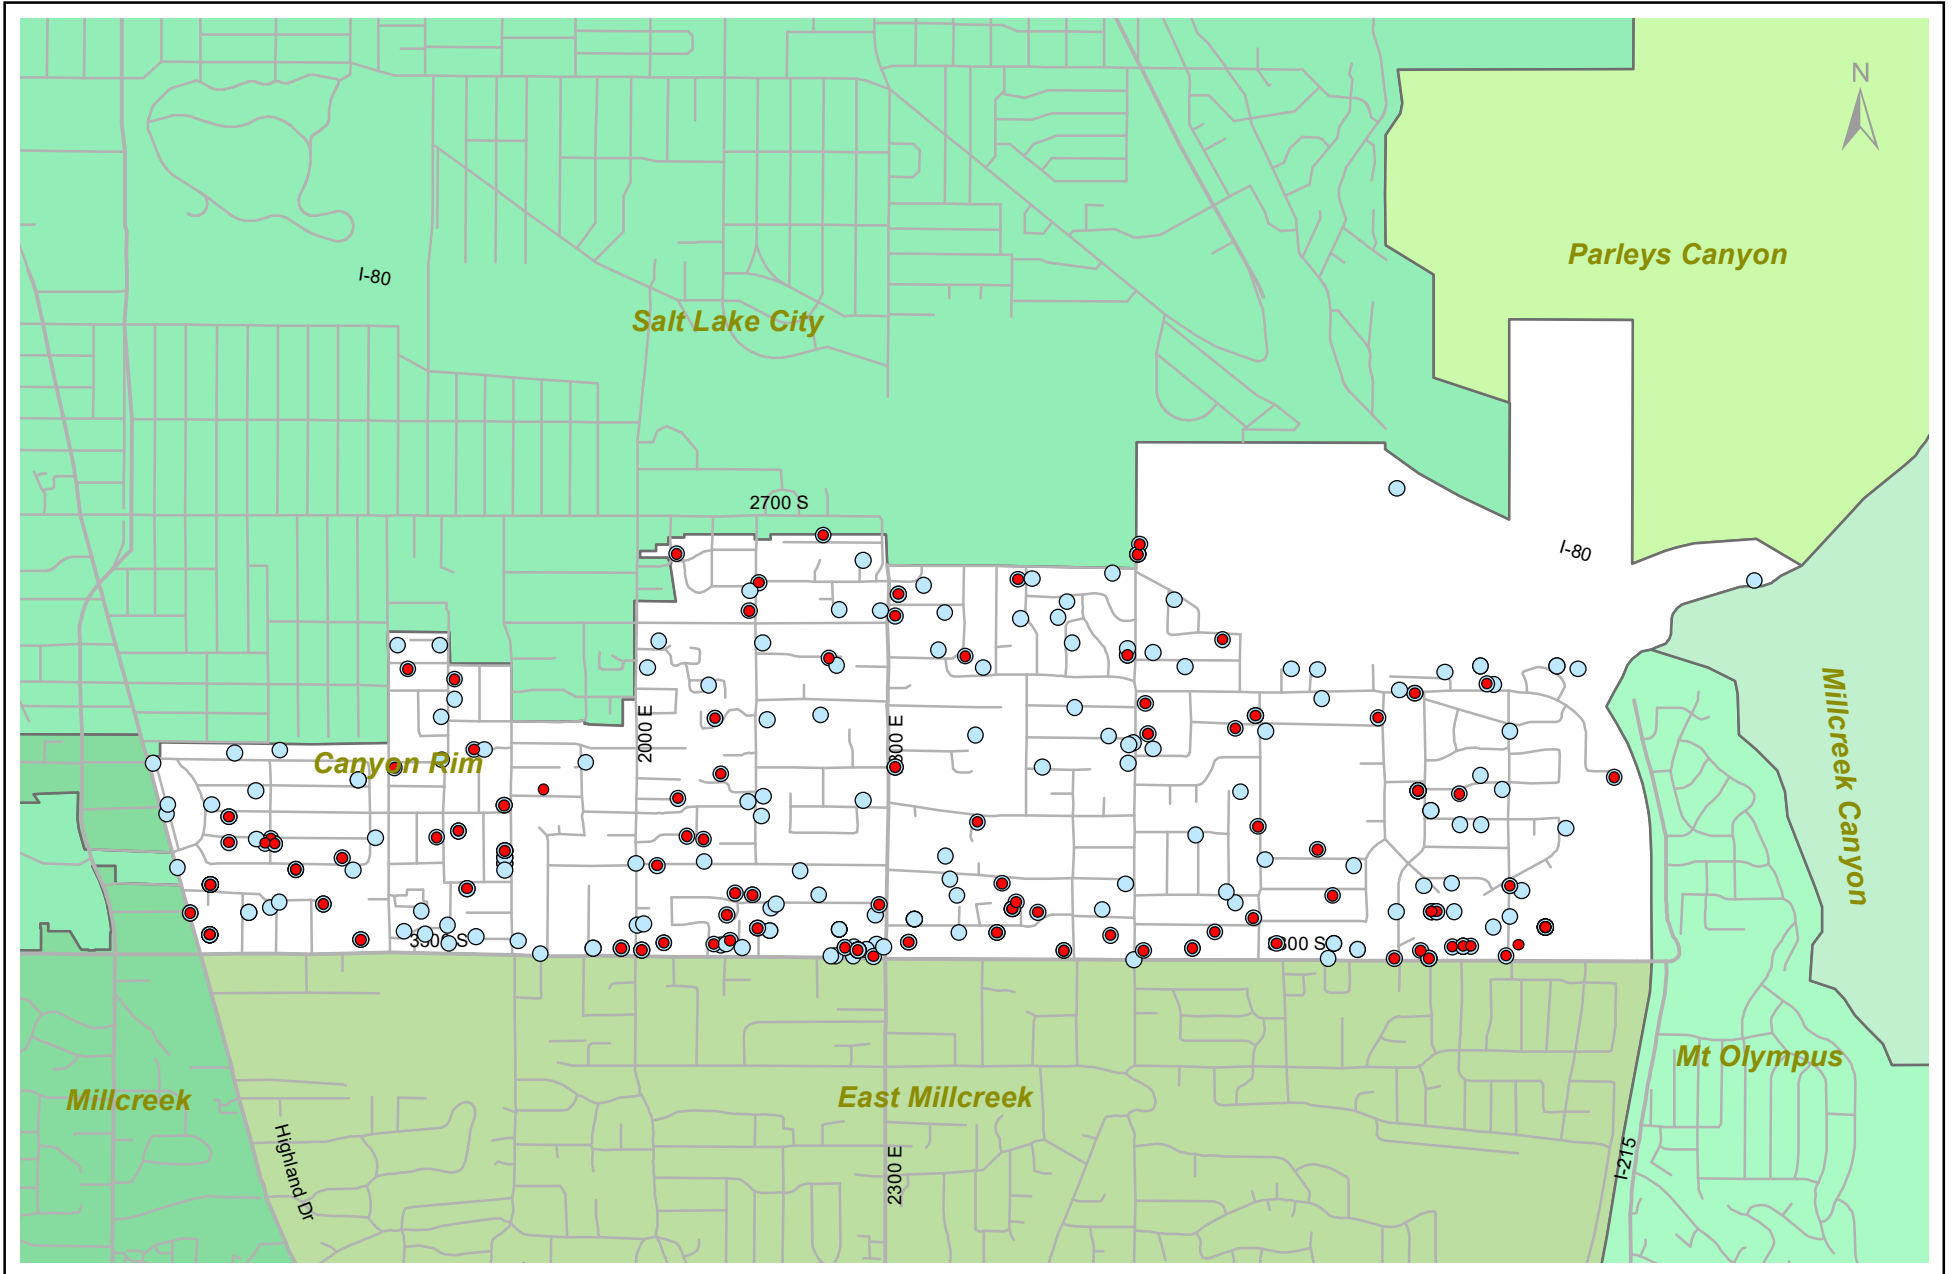 N
Parleys Canyon
I-80
Salt Lake City
2700 S
I-80
2000 E
Canyon Rim
Millcreek Canyon
Mt Olympus
East Millcreek
Millcreek
Highland Dr
2300 E
I-215